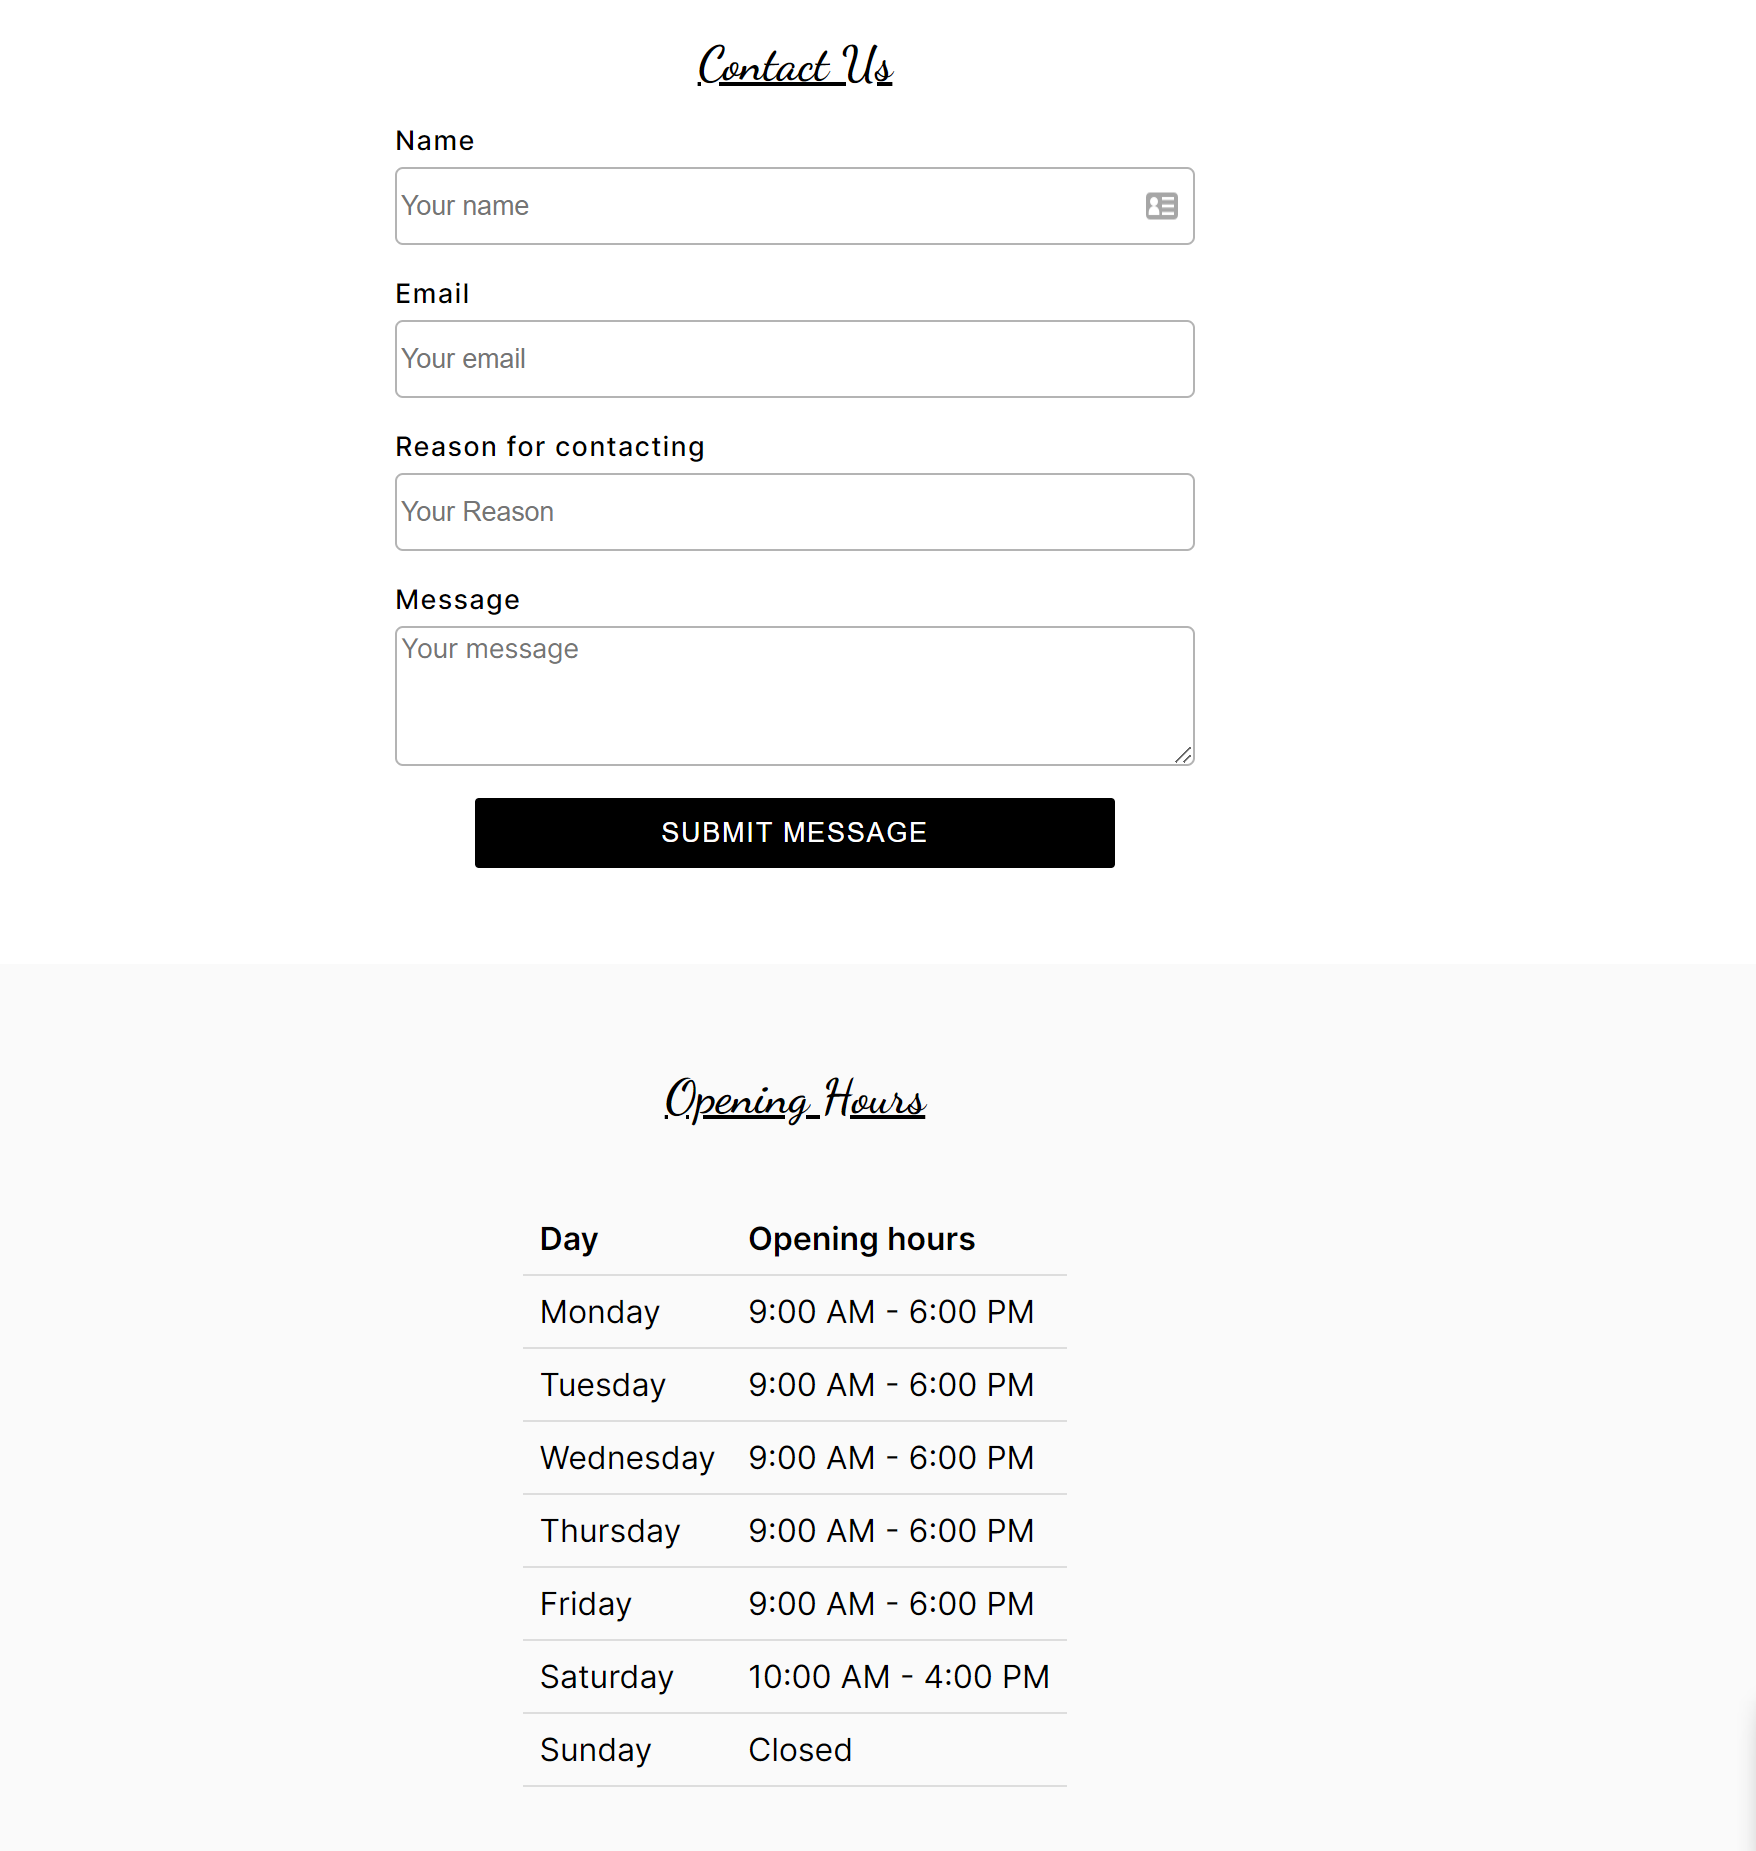 Contact Us
Name
Your name
Email
Your email
Reason for contacting
Your Reason
Message
Your message
SUBMIT MESSAGE
Opening Hours
Day Opening hours
Monday 9:00 AM - 6:00 PM
Tuesday 9:00 AM - 6:00 PM
Wednesday 9:00 AM - 6:00 PM
Thursday 9:00 AM - 6:00 PM
Friday 9:00 AM - 6:00 PM
Saturday 10:00 AM - 4:00 PM
Sunday Closed